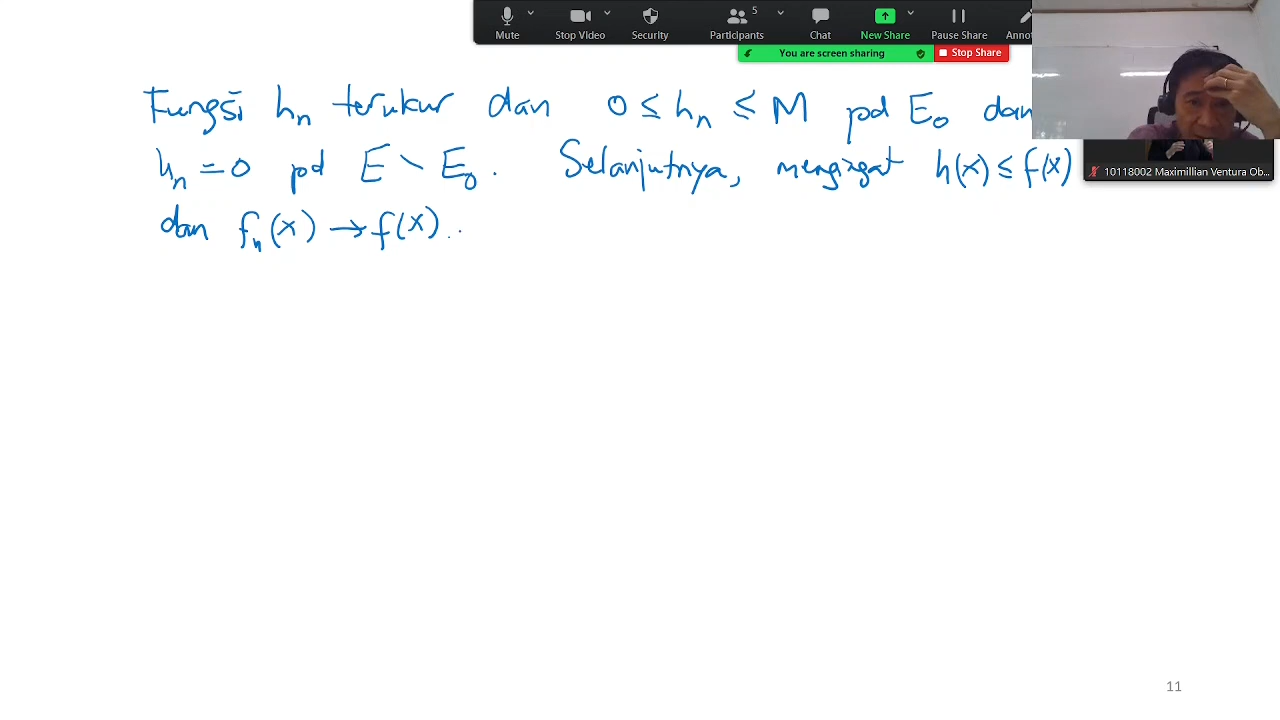 5
Mute
Stop Video
Security
Participants
Chat
New Share
Pause Share
Annot
You are screen sharing
Stop Share
Fungsi hₙ terukur dan 0 ≤ hₙ ≤ M pd E₀ dan
hₙ = 0 pd E \ E₀. Selanjutnya, mengingat h(x) ≤ f(x)
10118002 Maximillian Ventura Ob...
dan fₙ(x) → f(x) ..
11